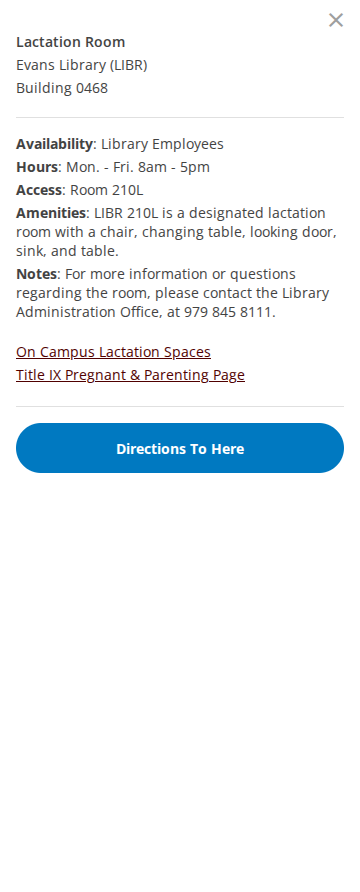 Lactation Room
Evans Library (LIBR)
Building 0468
Availability: Library Employees
Hours: Mon. - Fri. 8am - 5pm
Access: Room 210L
Amenities: LIBR 210L is a designated lactation
room with a chair, changing table, looking door,
sink, and table.
Notes: For more information or questions
regarding the room, please contact the Library
Administration Office, at 979 845 8111.
On Campus Lactation Spaces
Title IX Pregnant & Parenting Page
Directions To Here